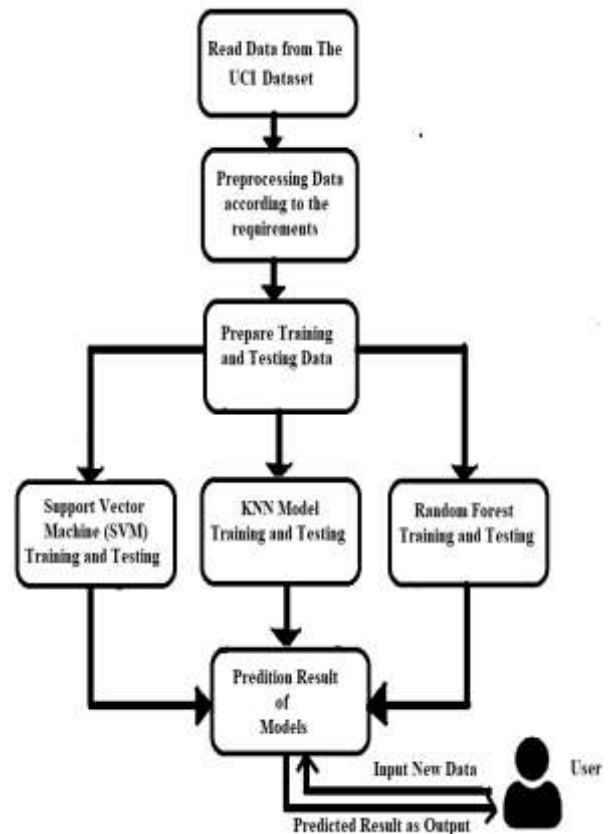 Read Data from The
UCI Dataset
Preprocessing Data
according to the
requirements
Prepare Training
and Testing Data
Support Vector
Machine (SVM)
Training and Testing
KNN Model
Training and Testing
Random Forest
Training and Testing
Predition Result
of
Models
Input New Data
User
Predicted Result as Output